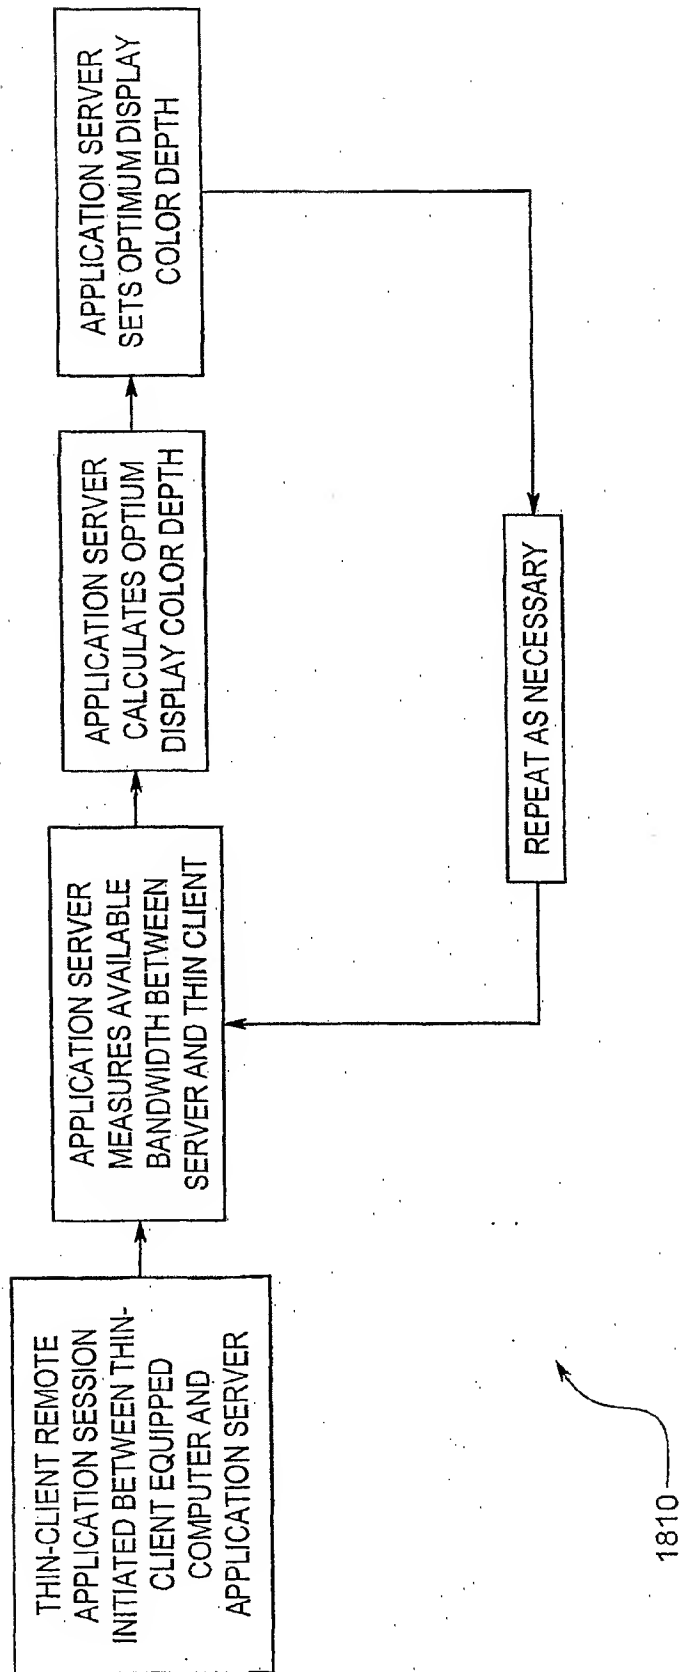 THIN-CLIENT REMOTE
APPLICATION SESSION
INITIATED BETWEEN THIN-
CLIENT EQUIPPED
COMPUTER AND
APPLICATION SERVER
APPLICATION SERVER
MEASURES AVAILABLE
BANDWIDTH BETWEEN
SERVER AND THIN CLIENT
APPLICATION SERVER
CALCULATES OPTIUM
DISPLAY COLOR DEPTH
APPLICATION SERVER
SETS OPTIMUM DISPLAY
COLOR DEPTH
REPEAT AS NECESSARY
1810